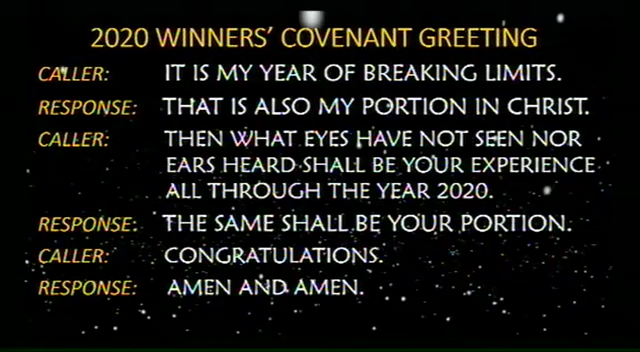 2020 WINNERS' COVENANT GREETING
CALLER: IT IS MY YEAR OF BREAKING LIMITS.
RESPONSE: THAT IS ALSO MY PORTION IN CHRIST.
CALLER: THEN WHAT EYES HAVE NOT SEEN NOR
EARS HEARD SHALL BE YOUR EXPERIENCE
ALL THROUGH THE YEAR 2020.
RESPONSE: THE SAME SHALL BE YOUR PORTION.
CALLER: CONGRATULATIONS.
RESPONSE: AMEN AND AMEN.